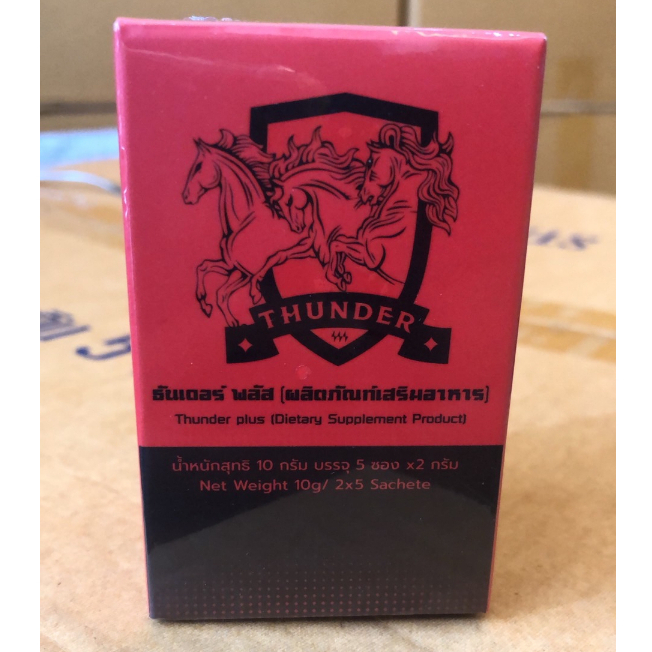 THUNDER
ธันเดอร์ พลัส (ผลิตภัณฑ์เสริมอาหาร)
Thunder plus (Dietary Supplement Product)
น้ำหนักสุทธิ 10 กรัม บรรจุ 5 ซอง x2 กรัม
Net Weight 10g/ 2x5 Sachete